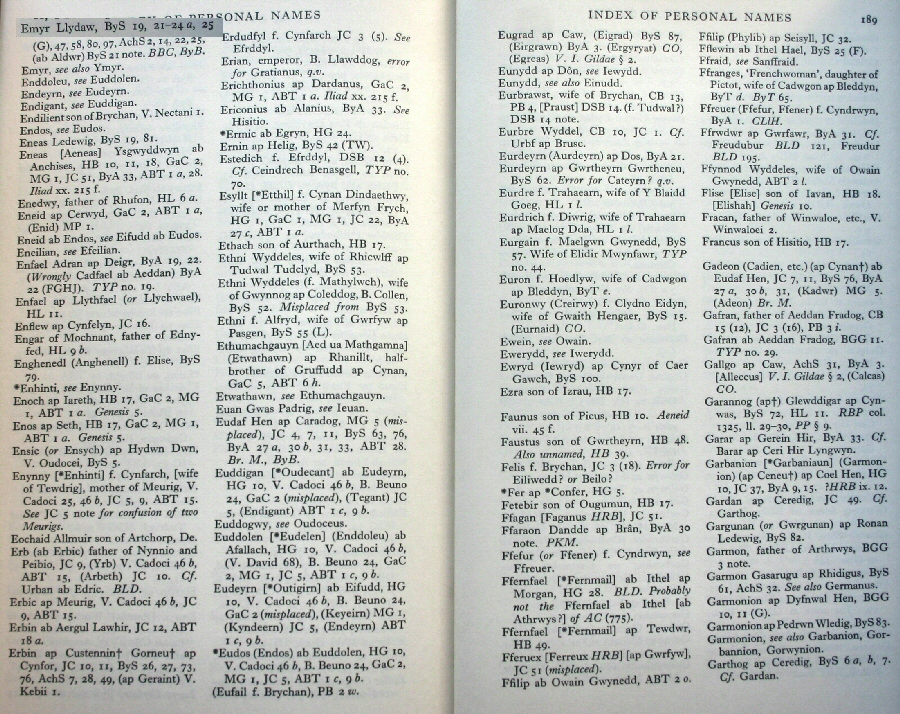 OF PERSONAL NAMES
Emyr Llydaw, ByS 19, 21-24 a, 25
(G), 47, 58, 80, 97, AchS 2, 14, 22, 25,
(ab Aldwr) ByS 21 note. BBC, ByB.
Emyr, see also Ymyr.
Enddoleu, see Euddolen.
Endeyrn, see Eudeyrn.
Endigant, see Euddigan.
Endilient son of Brychan, V. Nectani 1.
Endos, see Eudos.
Eneas Ledewig, ByS 19, 81.
Eneas [Aeneas] Ysgwyddwyn ab
Anchises, HB 10, 11, 18, GaC 2,
MG 1, JC 51, ByA 33, ABT 1 a, 28.
Iliad xx. 215 f.
Enedwy, father of Rhufon, HL 6 a.
Eneid ap Cerwyd, GaC 2, ABT 1 a,
(Enid) MP 1.
Eneid ab Endos, see Eifudd ab Eudos.
Encilian, see Efeilian.
Enfael Adran ap Deigr, ByA 19, 22.
(Wrongly Cadfael ab Aeddan) ByA
22 (FGHJ). TYP no. 19.
Enfael ap Llythfael (or Llychwael),
HL 11.
Enflew ap Cynfelyn, JC 16.
Engar of Mochnant, father of Edny-
fed, HL 9 b.
Enghenedl (Anghenell) f. Elise, ByS
79.
*Enhinti, see Enynny.
Enoch ap Iareth, HB 17, GaC 2, MG
1, ABT 1 a. Genesis 5.
Enos ap Seth, HB 17, GaC 2, MG 1,
ABT 1 a. Genesis 5.
Ensic (or Ensych) ap Hydwn Dwn,
V. Oudocei, ByS 5.
Enynny [*Enhinti] f. Cynfarch, [wife
of Tewdrig], mother of Meurig, V.
Cadoci 25, 46 b, JC 5, 9, ABT 15.
See JC 5 note for confusion of two
Meurigs.
Eochaid Allmuir son of Artchorp, De.
Erb (ab Erbic) father of Nynnio and
Peibio, JC 9, (Yrb) V. Cadoci 46 b,
ABT 15, (Arbeth) JC 10. Cf.
Urban ab Edric. BLD.
Erbic ap Meurig, V. Cadoci 46 b, JC
9, ABT 15.
Erbin ab Aergul Lawhir, JC 12, ABT
18 a.
Erbin ap Custennin† Gorneu† ap
Cynfor, JC 10, 11, ByS 26, 27, 73,
76, AchS 7, 28, 49, (ap Geraint) V.
Kebii 1.
Erdudfyl f. Cynfarch JC 3 (5). See
Efrddyl.
Erian, emperor, B. Llawddog, error
for Gratianus, q.v.
Erichthonius ap Dardanus, GaC 2,
MG 1, ABT 1 a. Iliad xx. 215 f.
Erionius ab Alanius, ByA 33. See
Hisitio.
*Ermic ab Egryn, HG 24.
Ernin ap Helig, ByS 42 (TW).
Estedich f. Efrddyl, DSB 12 (4).
Cf. Ceindrech Benasgell, TYP no.
70.
Esyllt [*Etthil] f. Cynan Dindaethwy,
wife or mother of Merfyn Frych,
HG 1, GaC 1, MG 1, JC 22, ByA
27 c, ABT 1 a.
Ethach son of Aurthach, HB 17.
Ethni Wyddeles, wife of Rhicwlff ap
Tudwal Tudclyd, ByS 53.
Ethni Wyddeles (f. Mathylwch), wife
of Gwynnog ap Coleddog, B. Collen,
ByS 52. Misplaced from ByS 53.
Ethni f. Alfryd, wife of Gwrfyw ap
Pasgen, ByS 55 (L).
Ethumachgauyn [Aed ua Mathgamna]
(Etwathawn) ap Rhanillt, half-
brother of Gruffudd ap Cynan,
GaC 5, ABT 6 h.
Etwathawn, see Ethumachgauyn.
Euan Gwas Padrig, see Ieuan.
Eudaf Hen ap Caradog, MG 5 (mis-
placed), JC 4, 7, 11, ByS 63, 76,
ByA 27 a, 30 b, 31, 33, ABT 28.
Br. M., ByB.
Euddigan [*Oudecant] ab Eudeyrn,
HG 10, V. Cadoci 46 b, B. Beuno
24, GaC 2 (misplaced), (Tegant) JC
5, (Endigant) ABT 1 c, 9 b.
Euddogwy, see Oudoceus.
Euddolen [*Eudelen] (Enddoleu) ab
Afallach, HG 10, V. Cadoci 46 b,
(V. David 68), B. Beuno 24, GaC
2, MG 1, JC 5, ABT 1 c, 9 b.
Eudeyrn [*Outigirn] ab Eifudd, HG
10, V. Cadoci 46 b, B. Beuno 24,
GaC 2 (misplaced), (Keyeirn) MG 1,
(Kyndeern) JC 5, (Endeyrn) ABT
1 c, 9 b.
*Eudos (Endos) ab Euddolen, HG 10,
V. Cadoci 46 b, B. Beuno 24, GaC 2,
MG 1, JC 5, ABT 1 c, 9 b.
(Eufail f. Brychan), PB 2 w.
INDEX OF PERSONAL NAMES 189
Eugrad ap Caw, (Eigrad) ByS 87,
(Eirgrawn) ByA 3. (Ergyryat) CO,
(Egreas) V. I. Gildae § 2.
Eunydd ap Dôn, see Iewydd.
Eunydd, see also Einudd.
Eurbrawst, wife of Brychan, CB 13,
PB 4, [Praust] DSB 14. (f. Tudwal?)
DSB 14 note.
Eurbre Wyddel, CB 10, JC 1. Cf.
Urbf ap Brusc.
Eurdeyrn (Aurdeyrn) ap Dos, ByA 21.
Eurdeyrn ap Gwrtheyrn Gwrtheneu,
ByS 62. Error for Cateyrn? q.v.
Eurdre f. Trahaearn, wife of Y Blaidd
Goeg, HL 1 l.
Eurdrich f. Diwrig, wife of Trahaearn
ap Maelog Dda, HL 1 l.
Eurgain f. Maelgwn Gwynedd, ByS
57. Wife of Elidir Mwynfawr, TYP
no. 44.
Euron f. Hoedlyw, wife of Cadwgon
ap Bleddyn, ByT e.
Euronwy (Creirwy) f. Clydno Eidyn,
wife of Gwaith Hengaer, ByS 15.
(Eurnaid) CO.
Ewein, see Owain.
Ewerydd, see Iwerydd.
Ewryd (Iewryd) ap Cynyr of Caer
Gawch, ByS 100.
Ezra son of Izrau, HB 17.
Faunus son of Picus, HB 10. Aeneid
vii. 45 f.
Faustus son of Gwrtheyrn, HB 48.
Also unnamed, HB 39.
Felis f. Brychan, JC 3 (18). Error for
Eiliwedd? or Beilo?
*Fer ap *Confer, HG 5.
Fetebir son of Ougumun, HB 17.
Ffagan [Faganus HRB], JC 51.
Ffaraon Dandde ap Brân, ByA 30
note. PKM.
Ffefur (or Ffener) f. Cyndrwyn, see
Ffreuer.
Ffernfael [*Fernmail] ab Ithel ap
Morgan, HG 28. BLD. Probably
not the Ffernfael ab Ithel [ab
Athrwys?] of AC (775).
Ffernfael [*Fernmail] ap Tewdwr,
HB 49.
Fferuex [Ferreux HRB] [ap Gwrfyw],
JC 51 (misplaced).
Ffilip ab Owain Gwynedd, ABT 2 o.
Ffilip (Phylib) ap Seisyll, JC 32.
Fflewin ab Ithel Hael, ByS 25 (F).
Ffraid, see Sanffraid.
Ffranges, 'Frenchwoman', daughter of
Pictot, wife of Cadwgon ap Bleddyn,
ByT d. ByT 65.
Ffreuer (Ffefur, Ffener) f. Cyndrwyn,
ByA 1. CLlH.
Ffrwdwr ap Gwrfawr, ByA 31. Cf.
Freudubur BLD 121, Freudur
BLD 195.
Ffynnod Wyddeles, wife of Owain
Gwynedd, ABT 2 l.
Flise [Elise] son of Iavan, HB 18.
[Elishah] Genesis 10.
Fracan, father of Winwaloe, etc., V.
Winwaloei 2.
Francus son of Hisitio, HB 17.
Gadeon (Cadien, etc.) (ap Cynan†) ab
Eudaf Hen, JC 7, 11, ByS 76, ByA
27 a, 30 b, 31, (Kadwr) MG 5.
(Adeon) Br. M.
Gafran, father of Aeddan Fradog, CB
15 (12), JC 3 (16), PB 3 i.
Gafran ab Aeddan Fradog, BGG 11.
TYP no. 29.
Gallgo ap Caw, AchS 31, ByA 3.
[Alleccus] V. I. Gildae § 2, (Calcas)
CO.
Garannog (ap†) Glewddigar ap Cyn-
was, ByS 72, HL 11. RBP col.
1325, ll. 29-30, PP § 9.
Garar ap Gerein Hir, ByA 33. Cf.
Barar ap Ceri Hir Lyngwyn.
Garbanion [*Garbaniaun] (Garmon-
ion) (ap Ceneu†) ap Coel Hen, HG
10, JC 37, ByA 9, 15. ?HRB ix. 12.
Gardan ap Ceredig, JC 49. Cf.
Garthog.
Gargunan (or Gwrgunan) ap Ronan
Ledewig, ByS 82.
Garmon, father of Arthrwys, BGG
3 note.
Garmon Gasarugu ap Rhidigus, ByS
61, AchS 32. See also Germanus.
Garmonion ap Dyfnwal Hen, BGG
10, 11 (G).
Garmonion ap Pedrwn Wledig, ByS 83.
Garmonion, see also Garbanion, Gor-
bannion, Gorwynion.
Garthog ap Ceredig, ByS 6 a, b, 7.
Cf. Gardan.